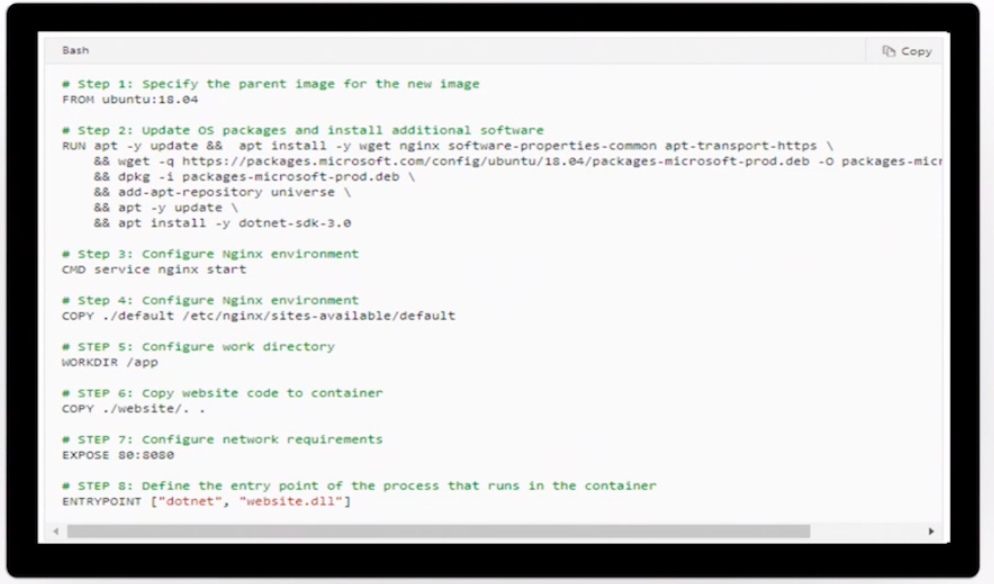 Bash
Copy
# Step 1: Specify the parent image for the new image
FROM ubuntu:18.04
# Step 2: Update OS packages and install additional software
RUN apt -y update &&  apt install -y wget nginx software-properties-common apt-transport-https \
&& wget -q https://packages.microsoft.com/config/ubuntu/18.04/packages-microsoft-prod.deb -O packages-micr
&& dpkg -i packages-microsoft-prod.deb \
&& add-apt-repository universe \
&& apt -y update \
&& apt install -y dotnet-sdk-3.0
# Step 3: Configure Nginx environment
CMD service nginx start
# Step 4: Configure Nginx environment
COPY ./default /etc/nginx/sites-available/default
# STEP 5: Configure work directory
WORKDIR /app
# STEP 6: Copy website code to container
COPY ./website/. .
# STEP 7: Configure network requirements
EXPOSE 80:8080
# STEP 8: Define the entry point of the process that runs in the container
ENTRYPOINT ["dotnet", "website.dll"]